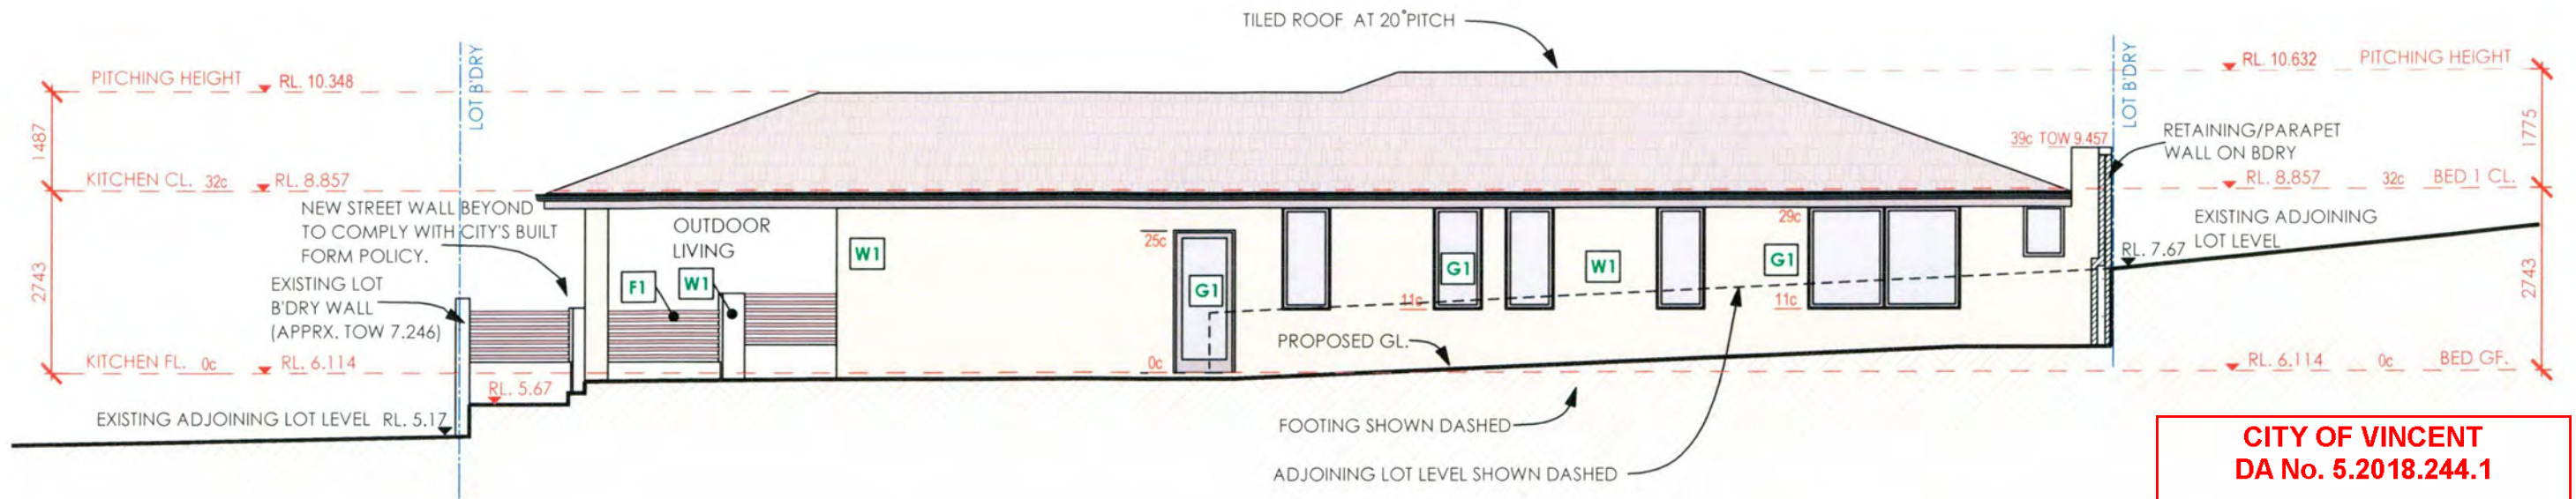 TILED ROOF AT 20° PITCH
PITCHING HEIGHT RL. 10.348
LOT B'DRY
LOT B'DRY
RL. 10.632 PITCHING HEIGHT
1487
1775
39c TOW 9.457
RETAINING/PARAPET
WALL ON BDRY
KITCHEN CL. 32c RL. 8.857
RL. 8.857 32c BED 1 CL.
NEW STREET WALL BEYOND
TO COMPLY WITH CITY'S BUILT
FORM POLICY.
OUTDOOR
LIVING
W1
25c
29c
EXISTING ADJOINING
LOT LEVEL
RL. 7.67
G1
W1
G1
2743
2743
EXISTING LOT
B'DRY WALL
(APPRX. TOW 7.246)
F1
W1
G1
11c
11c
PROPOSED GL.
KITCHEN FL. 0c RL. 6.114
0c
RL. 6.114 0c BED GF.
RL. 5.67
EXISTING ADJOINING LOT LEVEL RL. 5.17
FOOTING SHOWN DASHED
ADJOINING LOT LEVEL SHOWN DASHED
CITY OF VINCENT
DA No. 5.2018.244.1